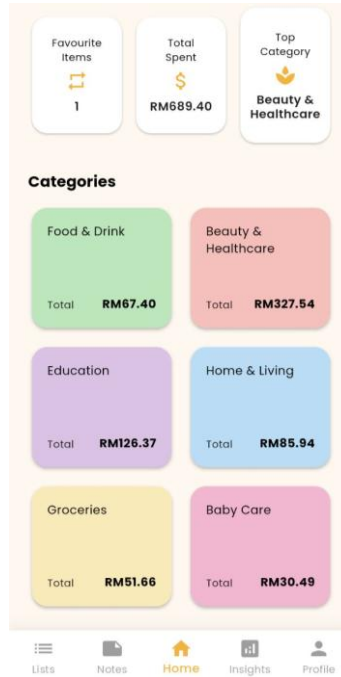 Favourite
Items
1
Total
Spent
$
RM689.40
Top
Category
Beauty &
Healthcare
Categories
Food & Drink
Total RM67.40
Beauty &
Healthcare
Total RM327.54
Education
Total RM126.37
Home & Living
Total RM85.94
Groceries
Total RM51.66
Baby Care
Total RM30.49
Lists Notes Home Insights Profile